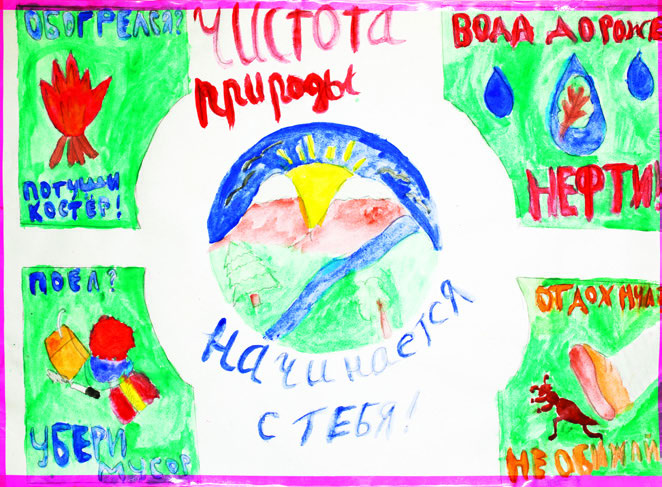 ОБОГРЕЛСЯ?
ПОТУШИ
КОСТЁР!
ЧИСТОТА
природы
начинается
С ТЕБЯ!
ВОДА ДОРОЖЕ
НЕФТИ!
ПОЕЛ?
УБЕРИ
МУСОР
ОТДОХНУЛ?
НЕ ОБИЖАЙ